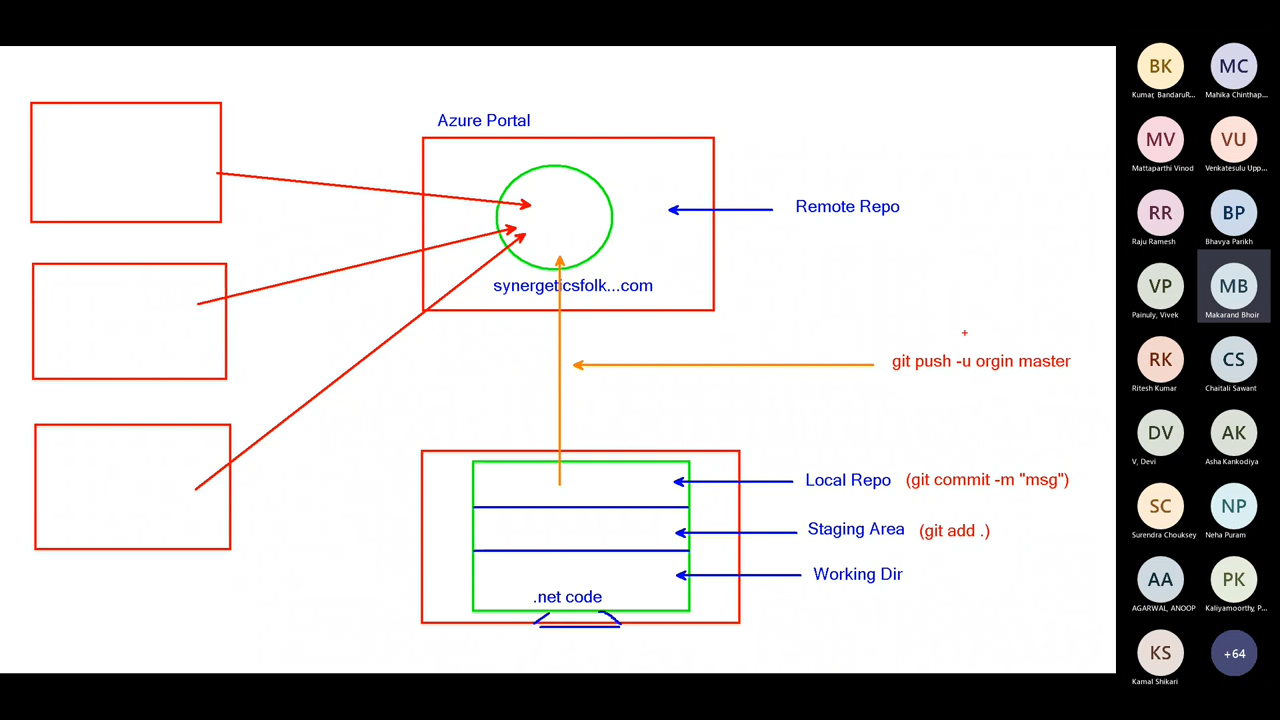 Azure Portal
Remote Repo
synergeticsfolk...com
git push -u orgin master
Local Repo (git commit -m "msg")
Staging Area (git add .)
Working Dir
.net code
BK
Kumar, BandaruR...
MC
Mahika Chinthap...
MV
Mattaparthi Vinod
VU
Venkatesulu Upp...
RR
Raju Ramesh
BP
Bhavya Parikh
VP
Painuly, Vivek
MB
Makarand Bhoir
RK
Ritesh Kumar
CS
Chaitali Sawant
DV
V, Devi
AK
Asha Kankodiya
SC
Surendra Chouksey
NP
Neha Puram
AA
AGARWAL, ANOOP
PK
Kaliyamoorthy, P...
KS
Kamal Shikari
+64